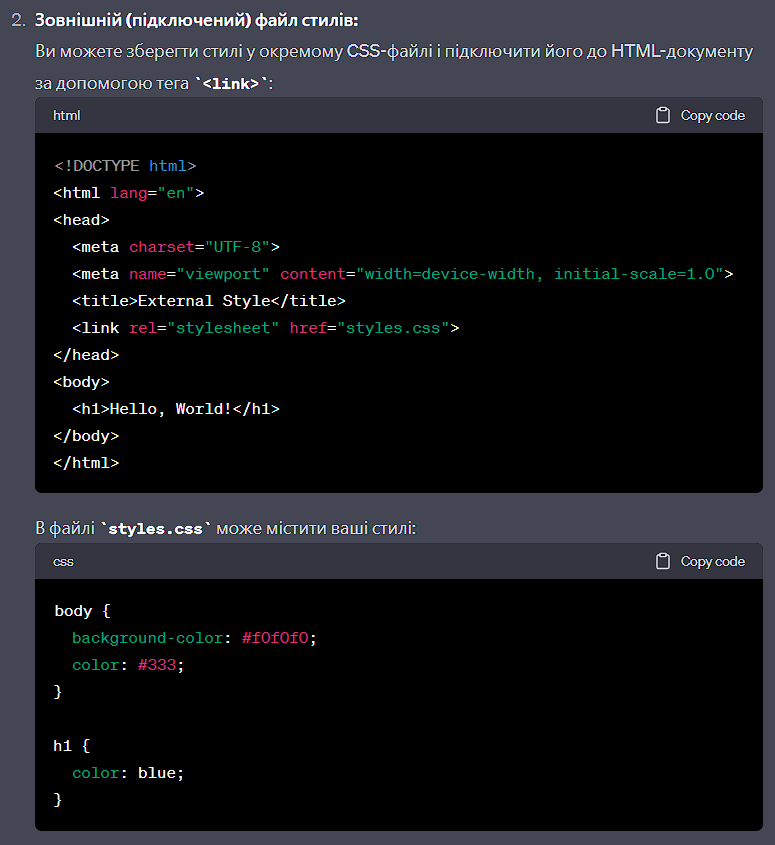 2. Зовнішній (підключений) файл стилів:
Ви можете зберегти стилі у окремому CSS-файлі і підключити його до HTML-документу
за допомогою тега `<link>`:
html Copy code
<!DOCTYPE html>
<html lang="en">
<head>
  <meta charset="UTF-8">
  <meta name="viewport" content="width=device-width, initial-scale=1.0">
  <title>External Style</title>
  <link rel="stylesheet" href="styles.css">
</head>
<body>
  <h1>Hello, World!</h1>
</body>
</html>
В файлі `styles.css` може містити ваші стилі:
css Copy code
body {
  background-color: #f0f0f0;
  color: #333;
}
h1 {
  color: blue;
}